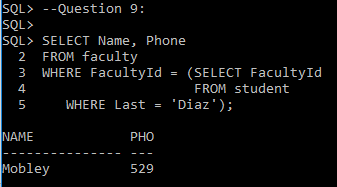 SQL> --Question 9:
SQL>
SQL> SELECT Name, Phone
  2  FROM faculty
  3  WHERE FacultyId = (SELECT FacultyId
  4                     FROM student
  5     WHERE Last = 'Diaz');
NAME            PHO
--------------- ---
Mobley          529